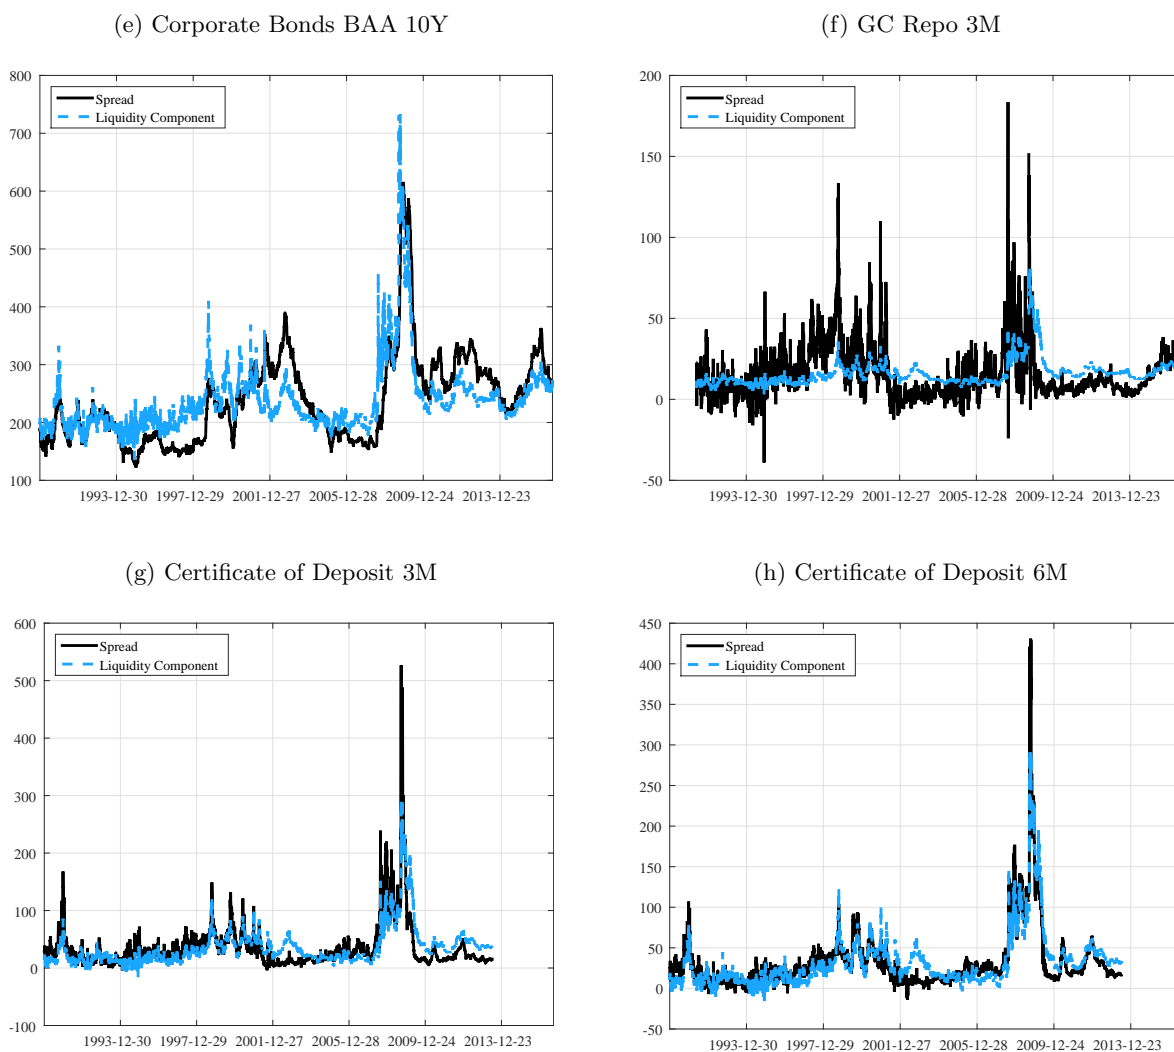 (e) Corporate Bonds BAA 10Y
800
700
600
500
400
300
200
100
Spread
Liquidity Component
1993-12-30 1997-12-29 2001-12-27 2005-12-28 2009-12-24 2013-12-23
(f) GC Repo 3M
200
150
100
50
0
-50
Spread
Liquidity Component
1993-12-30 1997-12-29 2001-12-27 2005-12-28 2009-12-24 2013-12-23
(g) Certificate of Deposit 3M
600
500
400
300
200
100
0
-100
Spread
Liquidity Component
1993-12-30 1997-12-29 2001-12-27 2005-12-28 2009-12-24 2013-12-23
(h) Certificate of Deposit 6M
450
400
350
300
250
200
150
100
50
0
-50
Spread
Liquidity Component
1993-12-30 1997-12-29 2001-12-27 2005-12-28 2009-12-24 2013-12-23